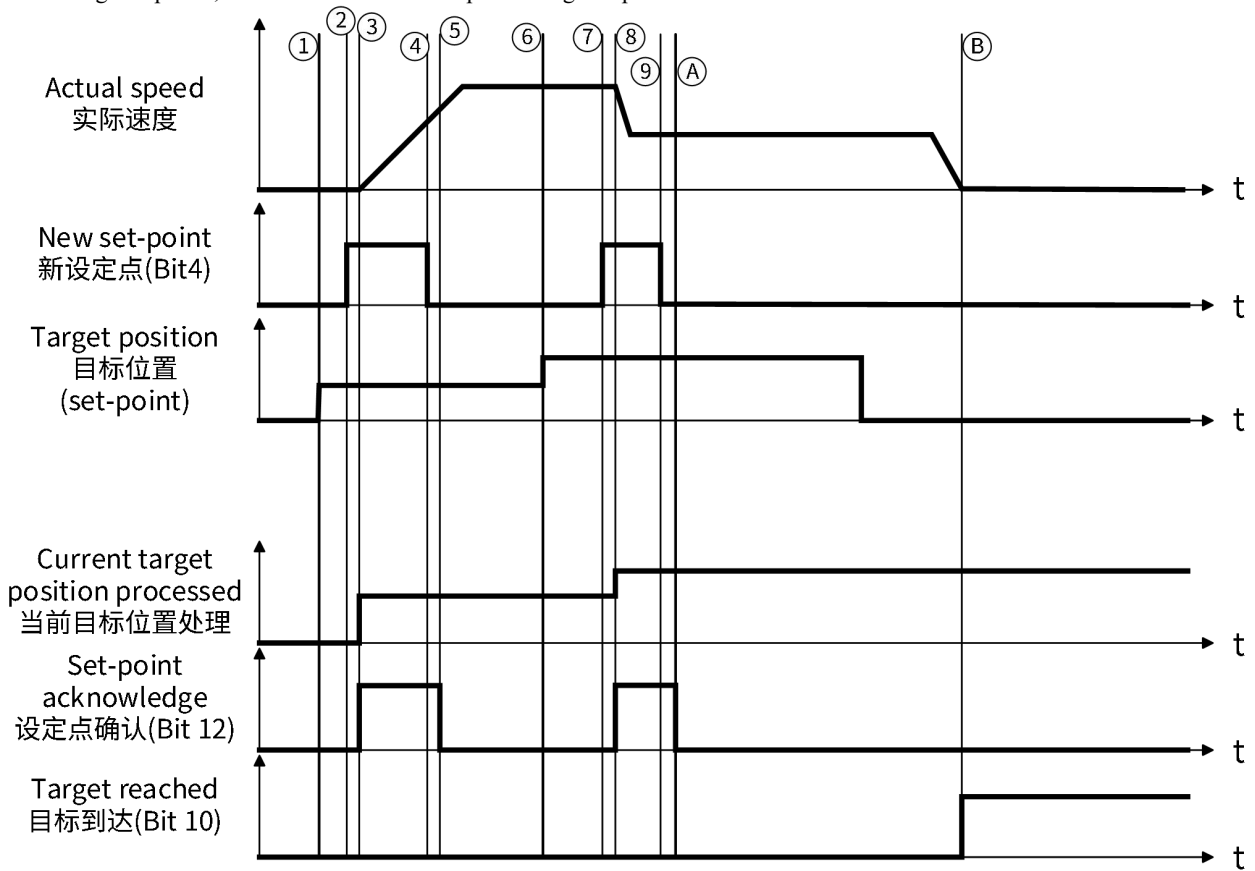 ①
②
③
④
⑤
⑥
⑦
⑧
⑨
Ⓐ
Ⓑ
Actual speed
实际速度
t
New set-point
新设定点(Bit4)
t
Target position
目标位置
(set-point)
t
Current target
position processed
当前目标位置处理
t
Set-point
acknowledge
设定点确认(Bit 12)
t
Target reached
目标到达(Bit 10)
t